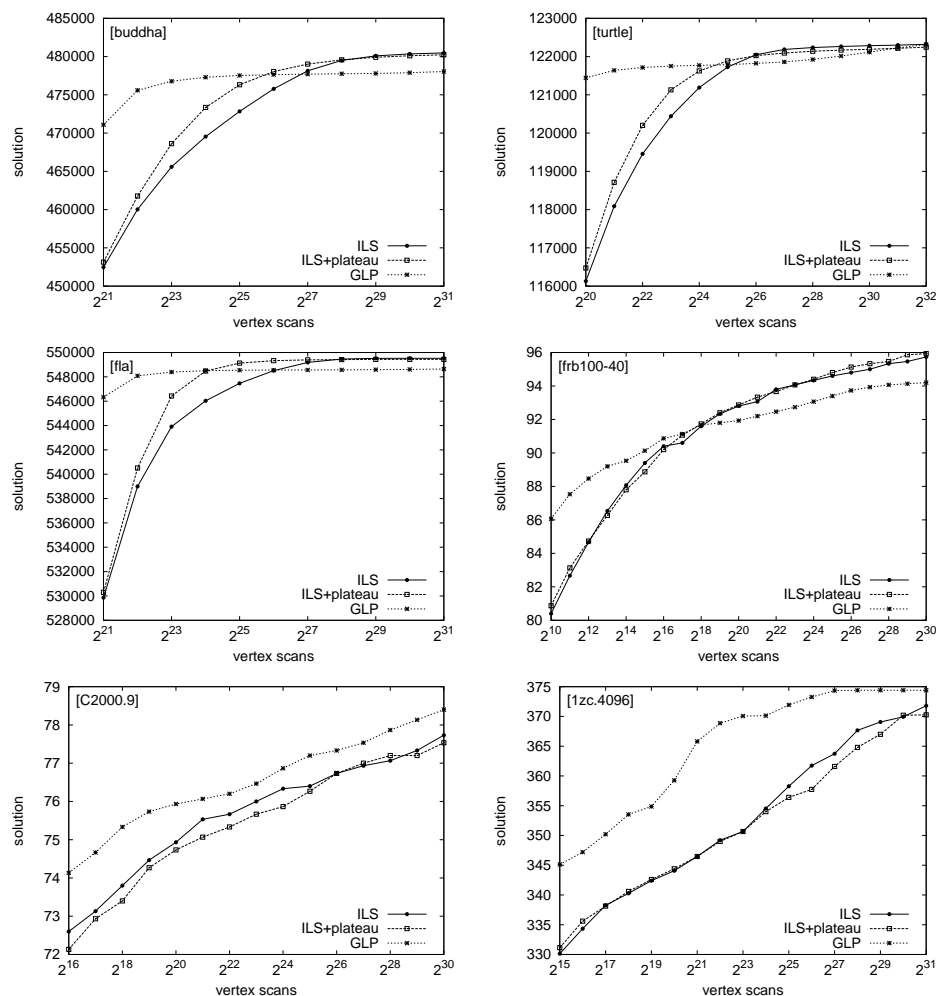 [buddha]
485000
480000
475000
470000
465000
460000
455000
450000
solution
2^21 2^23 2^25 2^27 2^29 2^31
vertex scans
ILS
ILS+plateau
GLP
[turtle]
123000
122000
121000
120000
119000
118000
117000
116000
solution
2^20 2^22 2^24 2^26 2^28 2^30 2^32
vertex scans
ILS
ILS+plateau
GLP
[fla]
550000
548000
546000
544000
542000
540000
538000
536000
534000
532000
530000
528000
solution
2^21 2^23 2^25 2^27 2^29 2^31
vertex scans
ILS
ILS+plateau
GLP
[frb100-40]
96
94
92
90
88
86
84
82
80
solution
2^10 2^12 2^14 2^16 2^18 2^20 2^22 2^24 2^26 2^28 2^30
vertex scans
ILS
ILS+plateau
GLP
[C2000.9]
79
78
77
76
75
74
73
72
solution
2^16 2^18 2^20 2^22 2^24 2^26 2^28 2^30
vertex scans
ILS
ILS+plateau
GLP
[1zc.4096]
375
370
365
360
355
350
345
340
335
330
solution
2^15 2^17 2^19 2^21 2^23 2^25 2^27 2^29 2^31
vertex scans
ILS
ILS+plateau
GLP